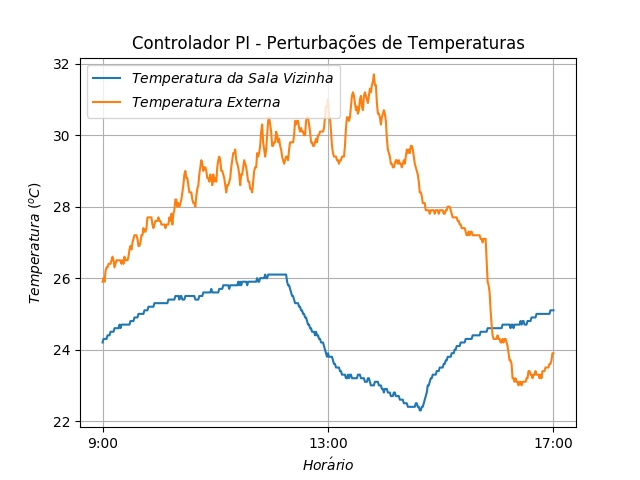 Controlador PI - Perturbações de Temperaturas
Temperatura da Sala Vizinha
Temperatura Externa
Temperatura (ºC)
32
30
28
26
24
22
9:00
13:00
17:00
Horário